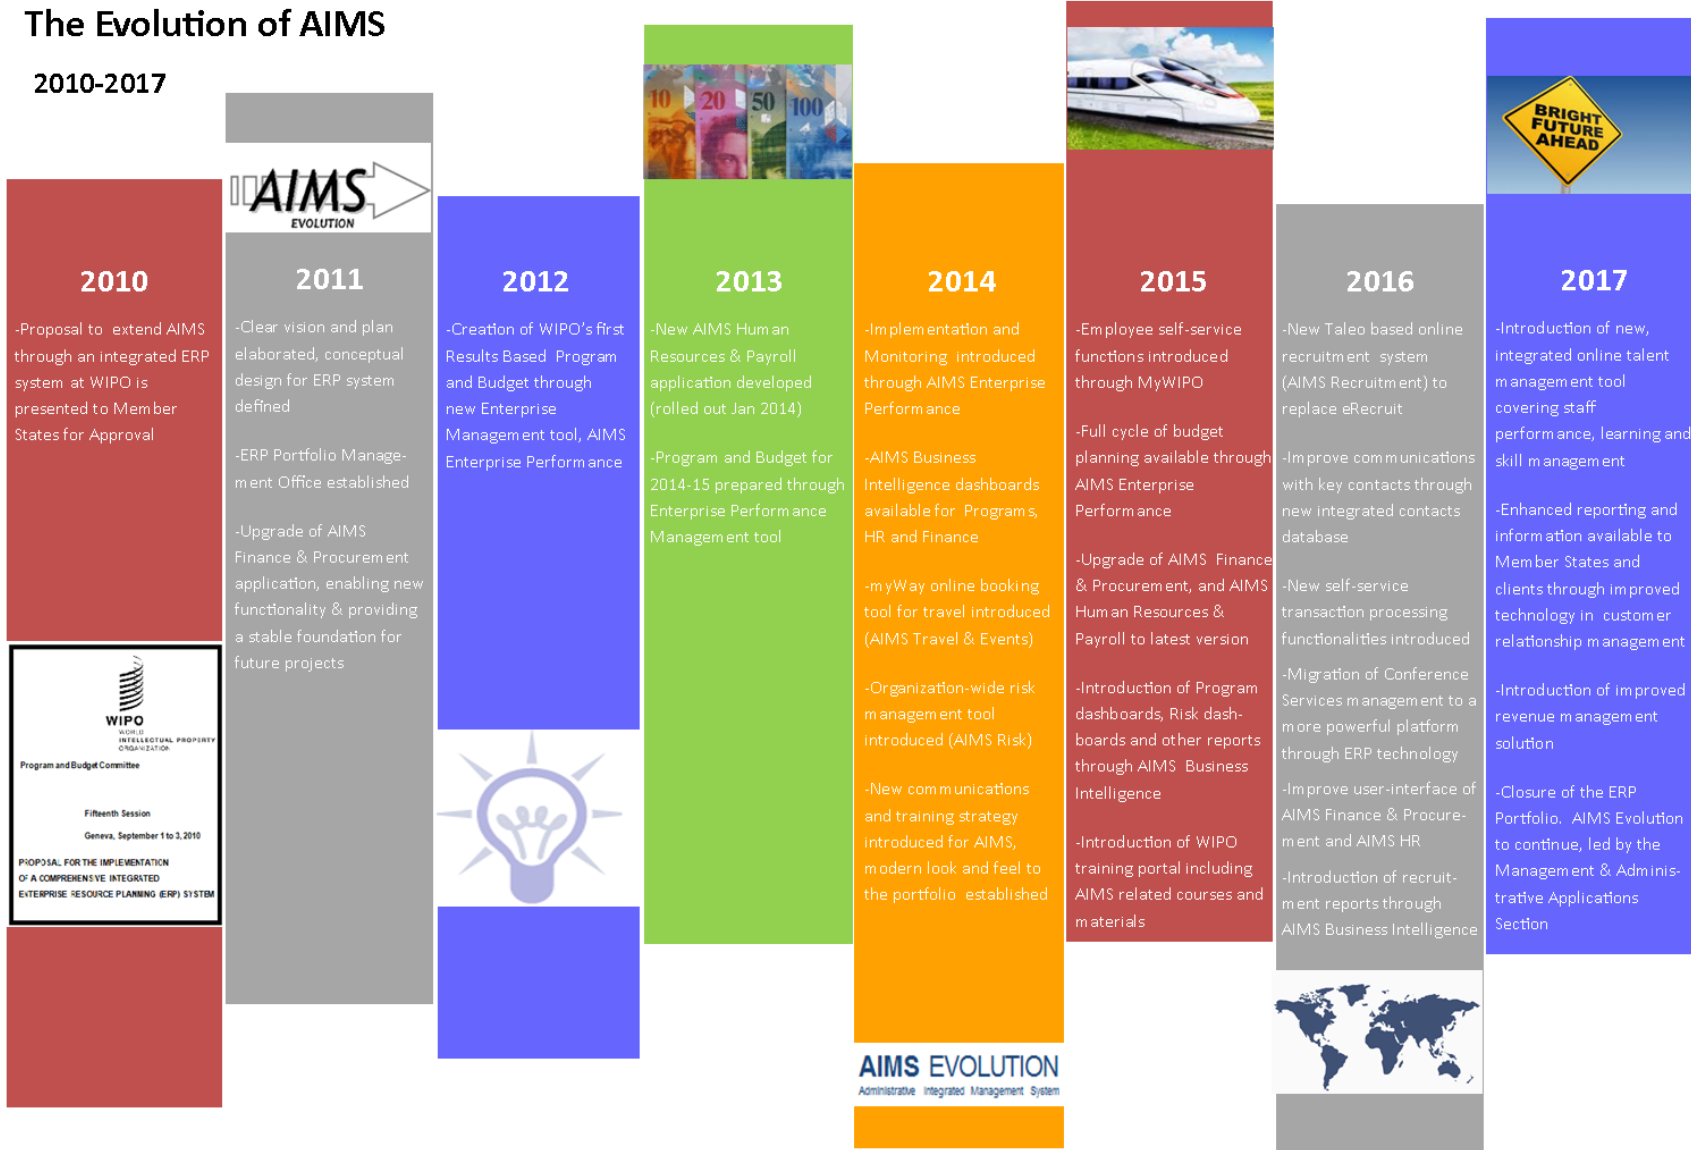 The Evolution of AIMS
2010-2017
2010
-Proposal to extend AIMS
through an integrated ERP
system at WIPO is
presented to Member
States for Approval
WIPO
WORLD
INTELLECTUAL PROPERTY
ORGANIZATION
Program and Budget Committee
Fifteenth Session
Geneva, September 1 to 3, 2010
PROPOSAL FOR THE IMPLEMENTATION
OF A COMPREHENSIVE INTEGRATED
ENTERPRISE RESOURCE PLANNING (ERP) SYSTEM
AIMS
EVOLUTION
2011
-Clear vision and plan
elaborated, conceptual
design for ERP system
defined
-ERP Portfolio Manage-
ment Office established
-Upgrade of AIMS
Finance & Procurement
application, enabling new
functionality & providing
a stable foundation for
future projects
2012
-Creation of WIPO's first
Results Based Program
and Budget through
new Enterprise
Management tool, AIMS
Enterprise Performance
10 20 50 100
2013
-New AIMS Human
Resources & Payroll
application developed
(rolled out Jan 2014)
-Program and Budget for
2014-15 prepared through
Enterprise Performance
Management tool
2014
-Implementation and
Monitoring introduced
through AIMS Enterprise
Performance
-AIMS Business
Intelligence dashboards
available for Programs,
HR and Finance
-myWay online booking
tool for travel introduced
(AIMS Travel & Events)
-Organization-wide risk
management tool
introduced (AIMS Risk)
-New communications
and training strategy
introduced for AIMS,
modern look and feel to
the portfolio established
AIMS EVOLUTION
Administrative Integrated Management System
2015
-Employee self-service
functions introduced
through MyWIPO
-Full cycle of budget
planning available through
AIMS Enterprise
Performance
-Upgrade of AIMS Finance
& Procurement, and AIMS
Human Resources &
Payroll to latest version
-Introduction of Program
dashboards, Risk dash-
boards and other reports
through AIMS Business
Intelligence
-Introduction of WIPO
training portal including
AIMS related courses and
materials
2016
-New Taleo based online
recruitment system
(AIMS Recruitment) to
replace eRecruit
-Improve communications
with key contacts through
new integrated contacts
database
-New self-service
transaction processing
functionalities introduced
-Migration of Conference
Services management to a
more powerful platform
through ERP technology
-Improve user-interface of
AIMS Finance & Procure-
ment and AIMS HR
-Introduction of recruit-
ment reports through
AIMS Business Intelligence
BRIGHT
FUTURE
AHEAD
2017
-Introduction of new,
integrated online talent
management tool
covering staff
performance, learning and
skill management
-Enhanced reporting and
information available to
Member States and
clients through improved
technology in customer
relationship management
-Introduction of improved
revenue management
solution
-Closure of the ERP
Portfolio. AIMS Evolution
to continue, led by the
Management & Adminis-
trative Applications
Section